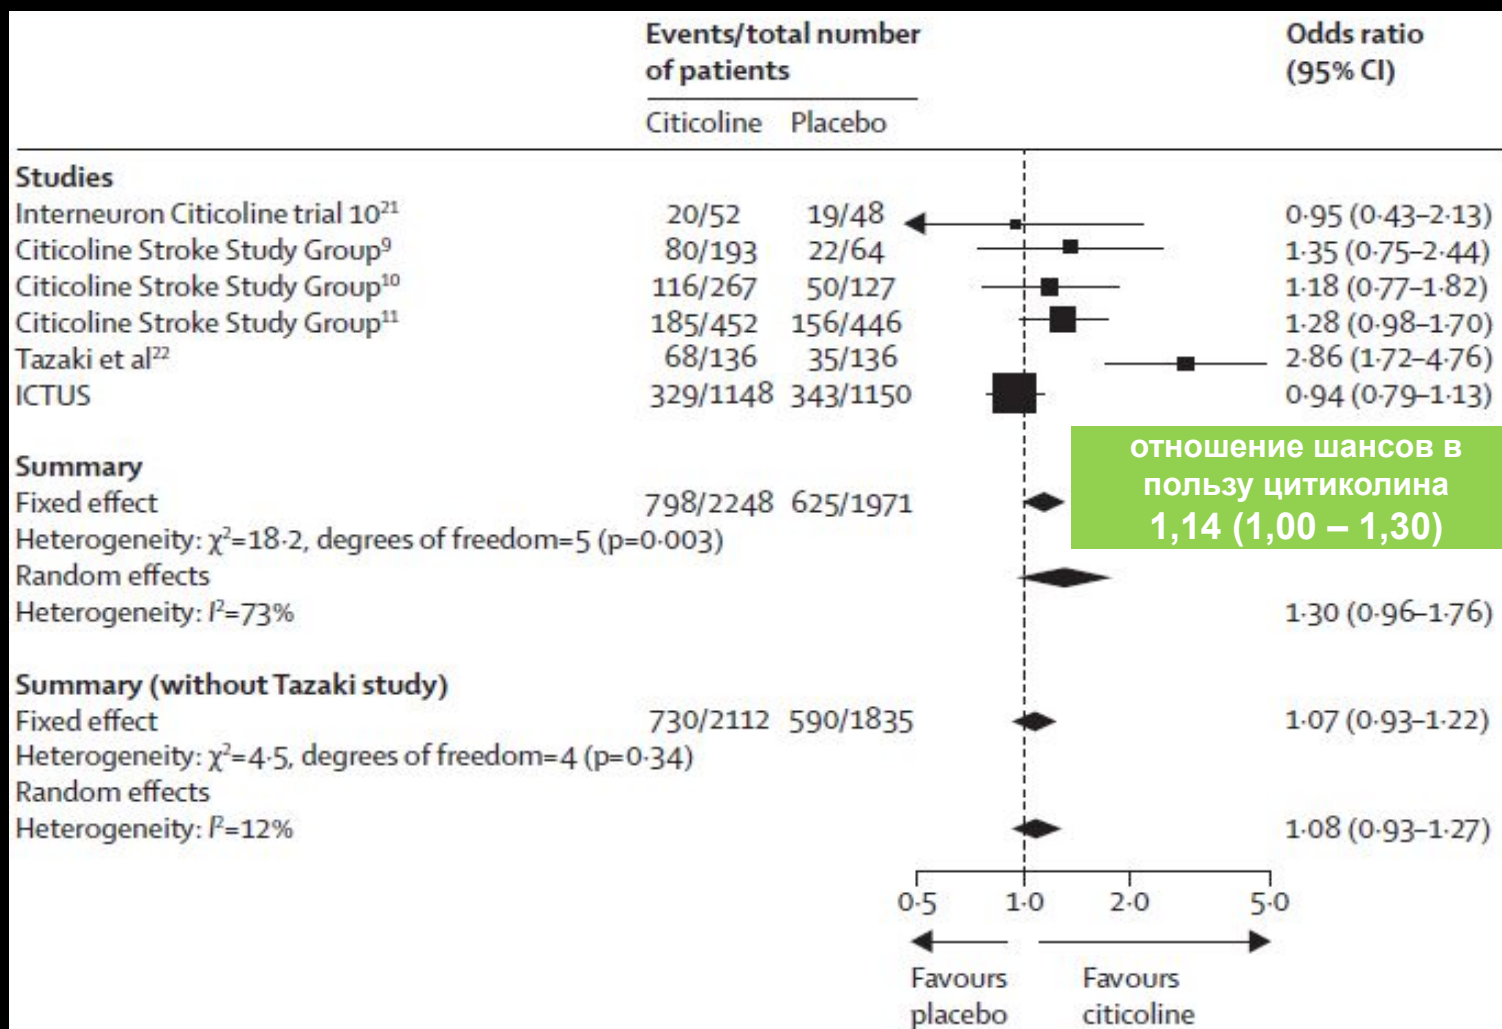 Events/total number of patients
Odds ratio (95% CI)
Citicoline Placebo
Studies
Interneuron Citicoline trial 10²¹ 20/52 19/48 0·95 (0·43–2·13)
Citicoline Stroke Study Group⁹ 80/193 22/64 1·35 (0·75–2·44)
Citicoline Stroke Study Group¹⁰ 116/267 50/127 1·18 (0·77–1·82)
Citicoline Stroke Study Group¹¹ 185/452 156/446 1·28 (0·98–1·70)
Tazaki et al²² 68/136 35/136 2·86 (1·72–4·76)
ICTUS 329/1148 343/1150 0·94 (0·79–1·13)
отношение шансов в
пользу цитиколина
1,14 (1,00 – 1,30)
Summary
Fixed effect 798/2248 625/1971
Heterogeneity: χ²=18·2, degrees of freedom=5 (p=0·003)
Random effects
Heterogeneity: I²=73% 1·30 (0·96–1·76)
Summary (without Tazaki study)
Fixed effect 730/2112 590/1835 1·07 (0·93–1·22)
Heterogeneity: χ²=4·5, degrees of freedom=4 (p=0·34)
Random effects
Heterogeneity: I²=12% 1·08 (0·93–1·27)
0·5 1·0 2·0 5·0
Favours placebo
Favours citicoline